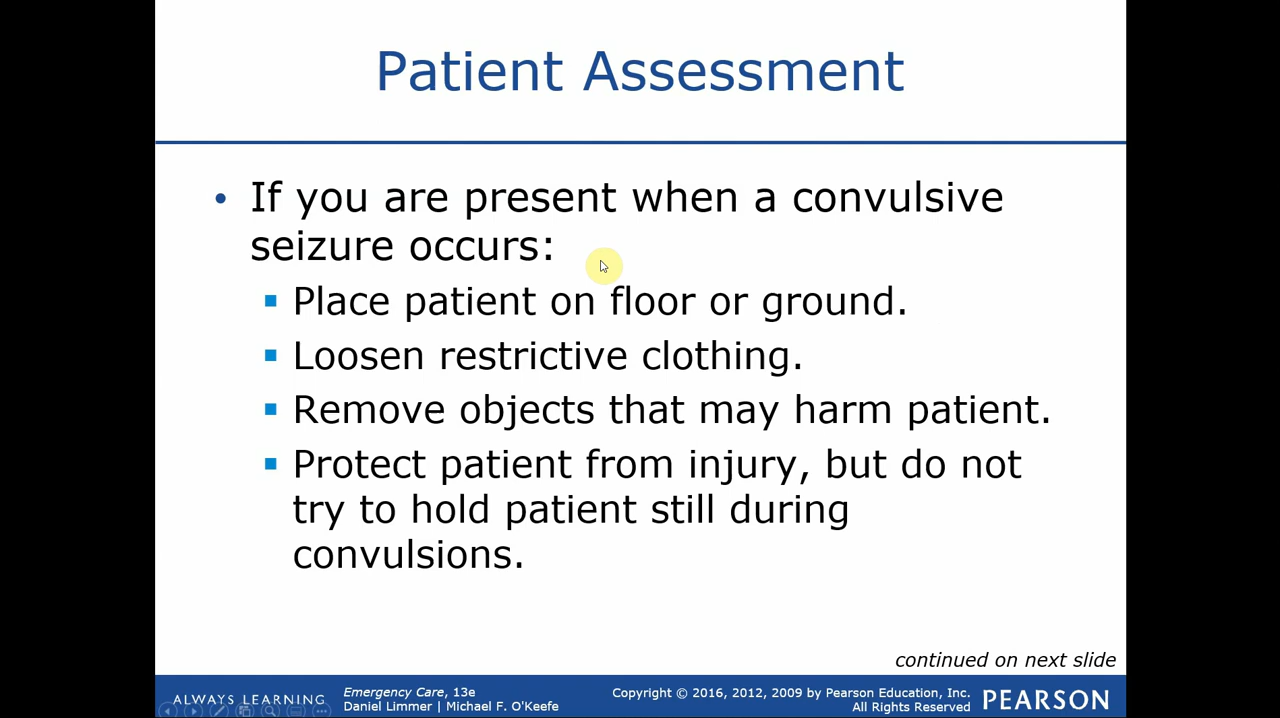 Patient Assessment
• If you are present when a convulsive
seizure occurs:
▪ Place patient on floor or ground.
▪ Loosen restrictive clothing.
▪ Remove objects that may harm patient.
▪ Protect patient from injury, but do not
try to hold patient still during
convulsions.
continued on next slide
ALWAYS LEARNING
Emergency Care, 13e
Daniel Limmer | Michael F. O'Keefe
Copyright © 2016, 2012, 2009 by Pearson Education, Inc.
All Rights Reserved
PEARSON